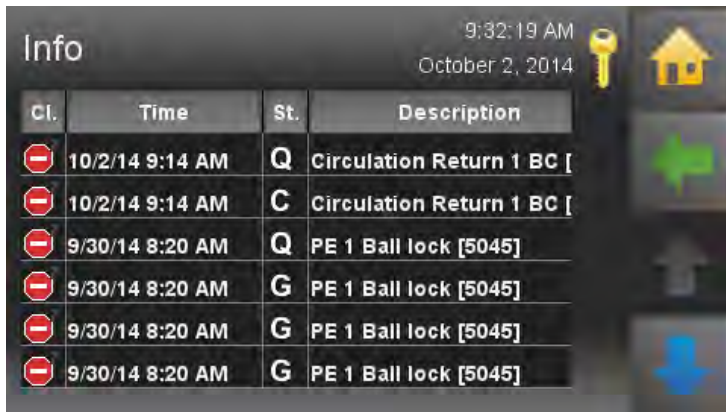 Info
9:32:19 AM
October 2, 2014
Cl. Time St. Description
10/2/14 9:14 AM Q Circulation Return 1 BC [
10/2/14 9:14 AM C Circulation Return 1 BC [
9/30/14 8:20 AM Q PE 1 Ball lock [5045]
9/30/14 8:20 AM G PE 1 Ball lock [5045]
9/30/14 8:20 AM G PE 1 Ball lock [5045]
9/30/14 8:20 AM G PE 1 Ball lock [5045]